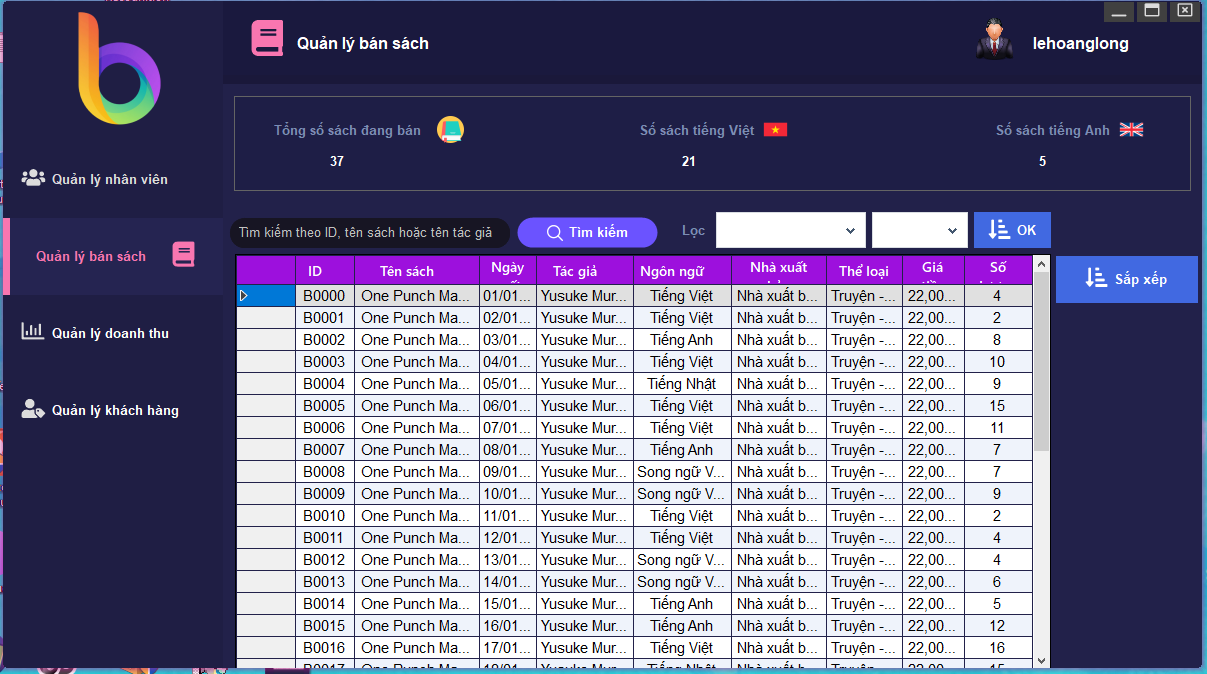 Quản lý bán sách
lehoanglong
Tổng số sách đang bán
Số sách tiếng Việt
Số sách tiếng Anh
37
21
5
Quản lý nhân viên
Quản lý bán sách
Quản lý doanh thu
Quản lý khách hàng
Tìm kiếm theo ID, tên sách hoặc tên tác giả
Tìm kiếm
Lọc
OK
Sắp xếp
ID Tên sách Ngày Tác giả Ngôn ngữ Nhà xuất Thể loại Giá Số
B0000 One Punch Ma... 01/01... Yusuke Mur... Tiếng Việt Nhà xuất b... Truyện -... 22,00... 4
B0001 One Punch Ma... 02/01... Yusuke Mur... Tiếng Việt Nhà xuất b... Truyện -... 22,00... 2
B0002 One Punch Ma... 03/01... Yusuke Mur... Tiếng Anh Nhà xuất b... Truyện -... 22,00... 8
B0003 One Punch Ma... 04/01... Yusuke Mur... Tiếng Việt Nhà xuất b... Truyện -... 22,00... 10
B0004 One Punch Ma... 05/01... Yusuke Mur... Tiếng Nhật Nhà xuất b... Truyện -... 22,00... 9
B0005 One Punch Ma... 06/01... Yusuke Mur... Tiếng Việt Nhà xuất b... Truyện -... 22,00... 15
B0006 One Punch Ma... 07/01... Yusuke Mur... Tiếng Việt Nhà xuất b... Truyện -... 22,00... 11
B0007 One Punch Ma... 08/01... Yusuke Mur... Tiếng Anh Nhà xuất b... Truyện -... 22,00... 7
B0008 One Punch Ma... 09/01... Yusuke Mur... Song ngữ V... Nhà xuất b... Truyện -... 22,00... 7
B0009 One Punch Ma... 10/01... Yusuke Mur... Song ngữ V... Nhà xuất b... Truyện -... 22,00... 9
B0010 One Punch Ma... 11/01... Yusuke Mur... Tiếng Việt Nhà xuất b... Truyện -... 22,00... 2
B0011 One Punch Ma... 12/01... Yusuke Mur... Tiếng Việt Nhà xuất b... Truyện -... 22,00... 4
B0012 One Punch Ma... 13/01... Yusuke Mur... Song ngữ V... Nhà xuất b... Truyện -... 22,00... 4
B0013 One Punch Ma... 14/01... Yusuke Mur... Song ngữ V... Nhà xuất b... Truyện -... 22,00... 6
B0014 One Punch Ma... 15/01... Yusuke Mur... Tiếng Anh Nhà xuất b... Truyện -... 22,00... 5
B0015 One Punch Ma... 16/01... Yusuke Mur... Tiếng Anh Nhà xuất b... Truyện -... 22,00... 12
B0016 One Punch Ma... 17/01... Yusuke Mur... Tiếng Việt Nhà xuất b... Truyện -... 22,00... 16